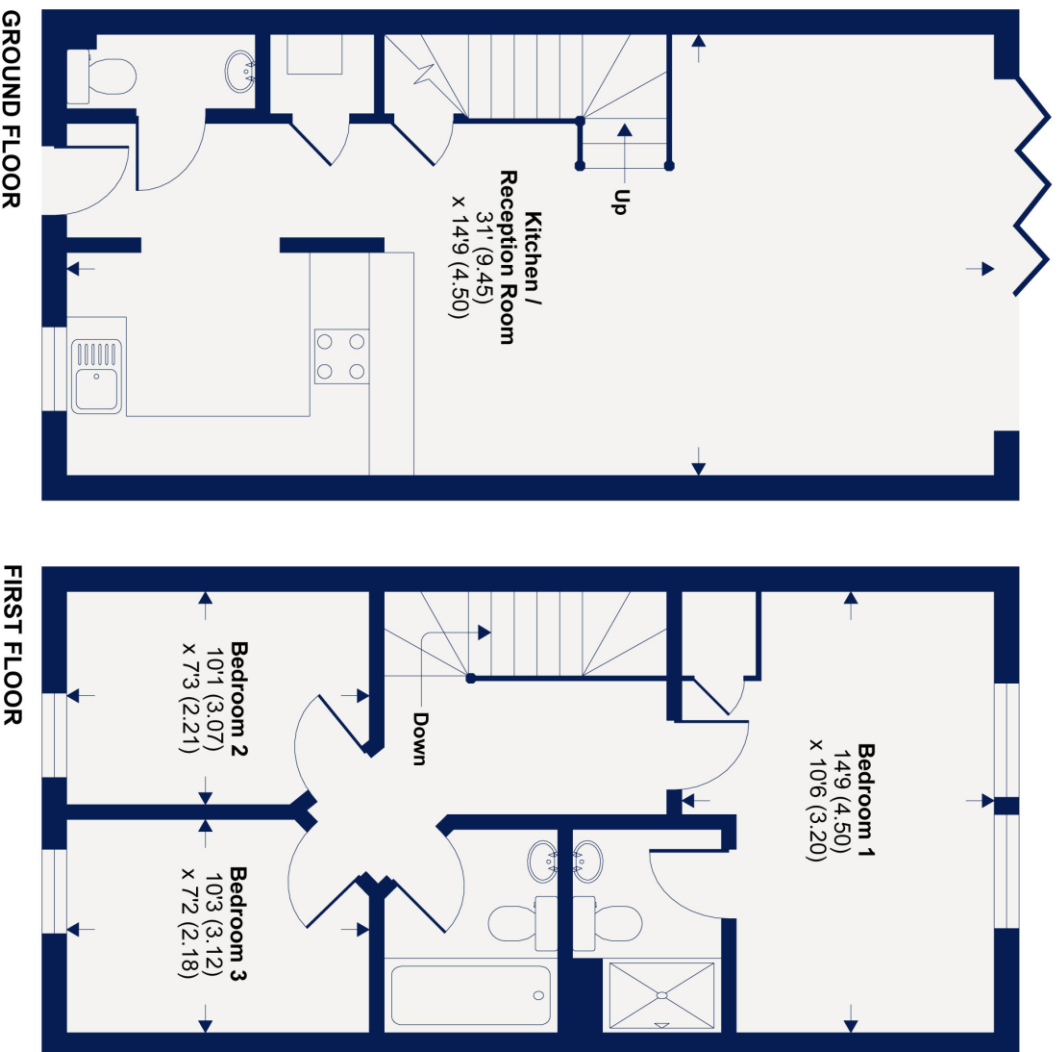 GROUND FLOOR
Kitchen /
Reception Room
31' (9.45)
x 14'9 (4.50)
Up
FIRST FLOOR
Bedroom 2
10'1 (3.07)
x 7'3 (2.21)
Down
Bedroom 1
14'9 (4.50)
x 10'6 (3.20)
Bedroom 3
10'3 (3.12)
x 7'2 (2.18)